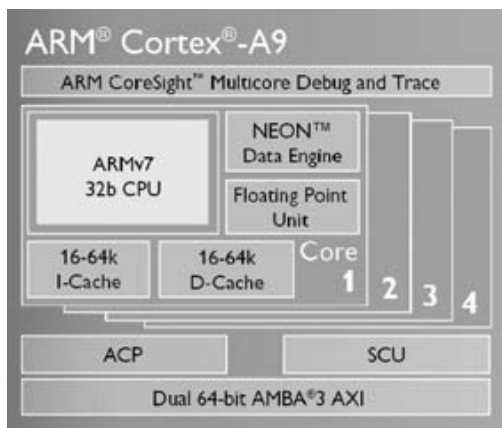 ARM® Cortex®-A9
ARM CoreSight™ Multicore Debug and Trace
ARMv7
32b CPU
NEON™
Data Engine
Floating Point
Unit
16-64k
I-Cache
16-64k
D-Cache
Core
1
2
3
4
ACP
SCU
Dual 64-bit AMBA®3 AXI